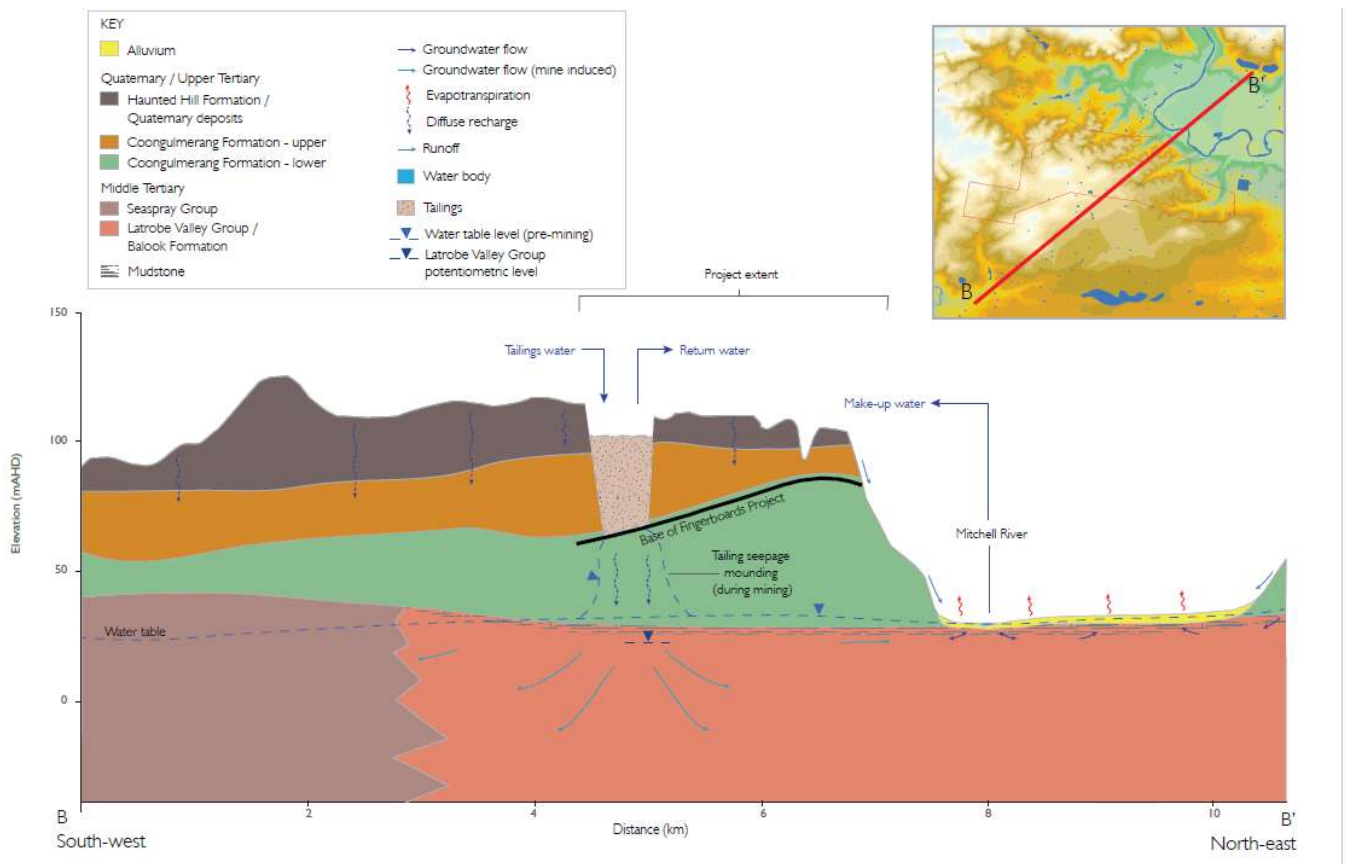 KEY
Alluvium
Quatemary / Upper Tertiary
Haunted Hill Formation /
Quatemary deposits
Coongulmerang Formation - upper
Coongulmerang Formation - lower
Middle Tertiary
Seaspray Group
Latrobe Valley Group /
Balook Formation
Mudstone
Groundwater flow
Groundwater flow (mine induced)
Evapotranspiration
Diffuse recharge
Runoff
Water body
Tailings
Water table level (pre-mining)
Latrobe Valley Group
potentiometric level
B'
B
Project extent
150
100
50
0
Elevation (mAHD)
Tailings water
Return water
Make-up water
Base of Fingerboards Project
Mitchell River
Tailing seepage
mounding
(during mining)
Water table
2
4
6
8
10
B
South-west
Distance (km)
B'
North-east